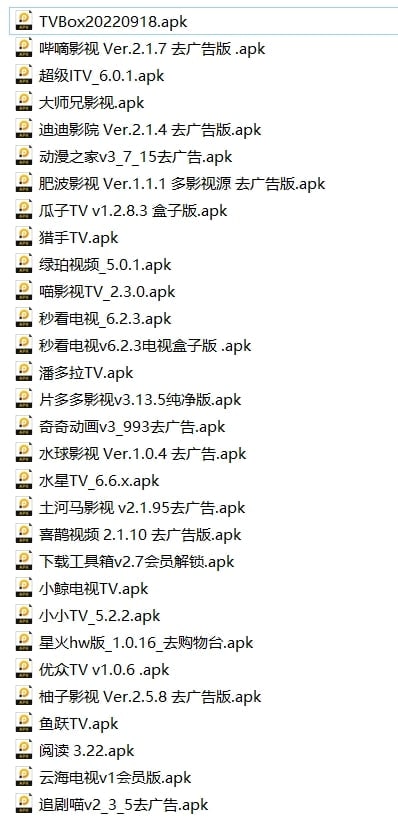 TVBox20220918.apk
哔嘀影视 Ver.2.1.7 去广告版 .apk
超级ITV_6.0.1.apk
大师兄影视.apk
迪迪影院 Ver.2.1.4 去广告版.apk
动漫之家v3_7_15去广告.apk
肥波影视 Ver.1.1.1 多影视源 去广告版.apk
瓜子TV v1.2.8.3 盒子版.apk
猎手TV.apk
绿珀视频_5.0.1.apk
喵影视TV_2.3.0.apk
秒看电视_6.2.3.apk
秒看电视v6.2.3电视盒子版 .apk
潘多拉TV.apk
片多多影视v3.13.5纯净版.apk
奇奇动画v3_993去广告.apk
水球影视 Ver.1.0.4 去广告.apk
水星TV_6.6.x.apk
土河马影视 v2.1.95去广告.apk
喜鹊视频 2.1.10 去广告版.apk
下载工具箱v2.7会员解锁.apk
小鲸电视TV.apk
小小TV_5.2.2.apk
星火hw版_1.0.16_去购物台.apk
优众TV v1.0.6 .apk
柚子影视 Ver.2.5.8 去广告版.apk
鱼跃TV.apk
阅读 3.22.apk
云海电视v1会员版.apk
追剧喵v2_3_5去广告.apk